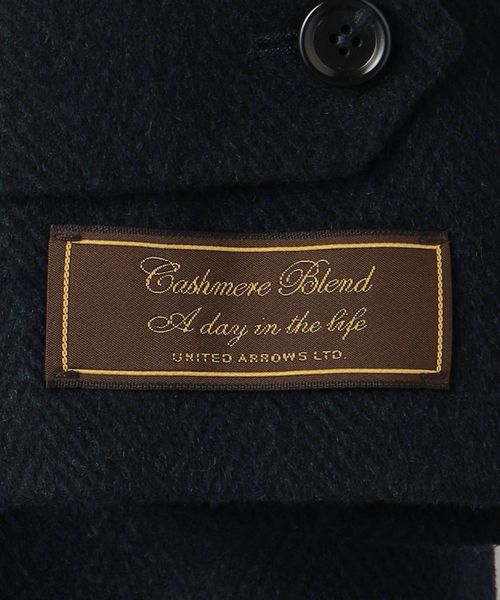 Cashmere Blend
A day in the life
UNITED ARROWS LTD.